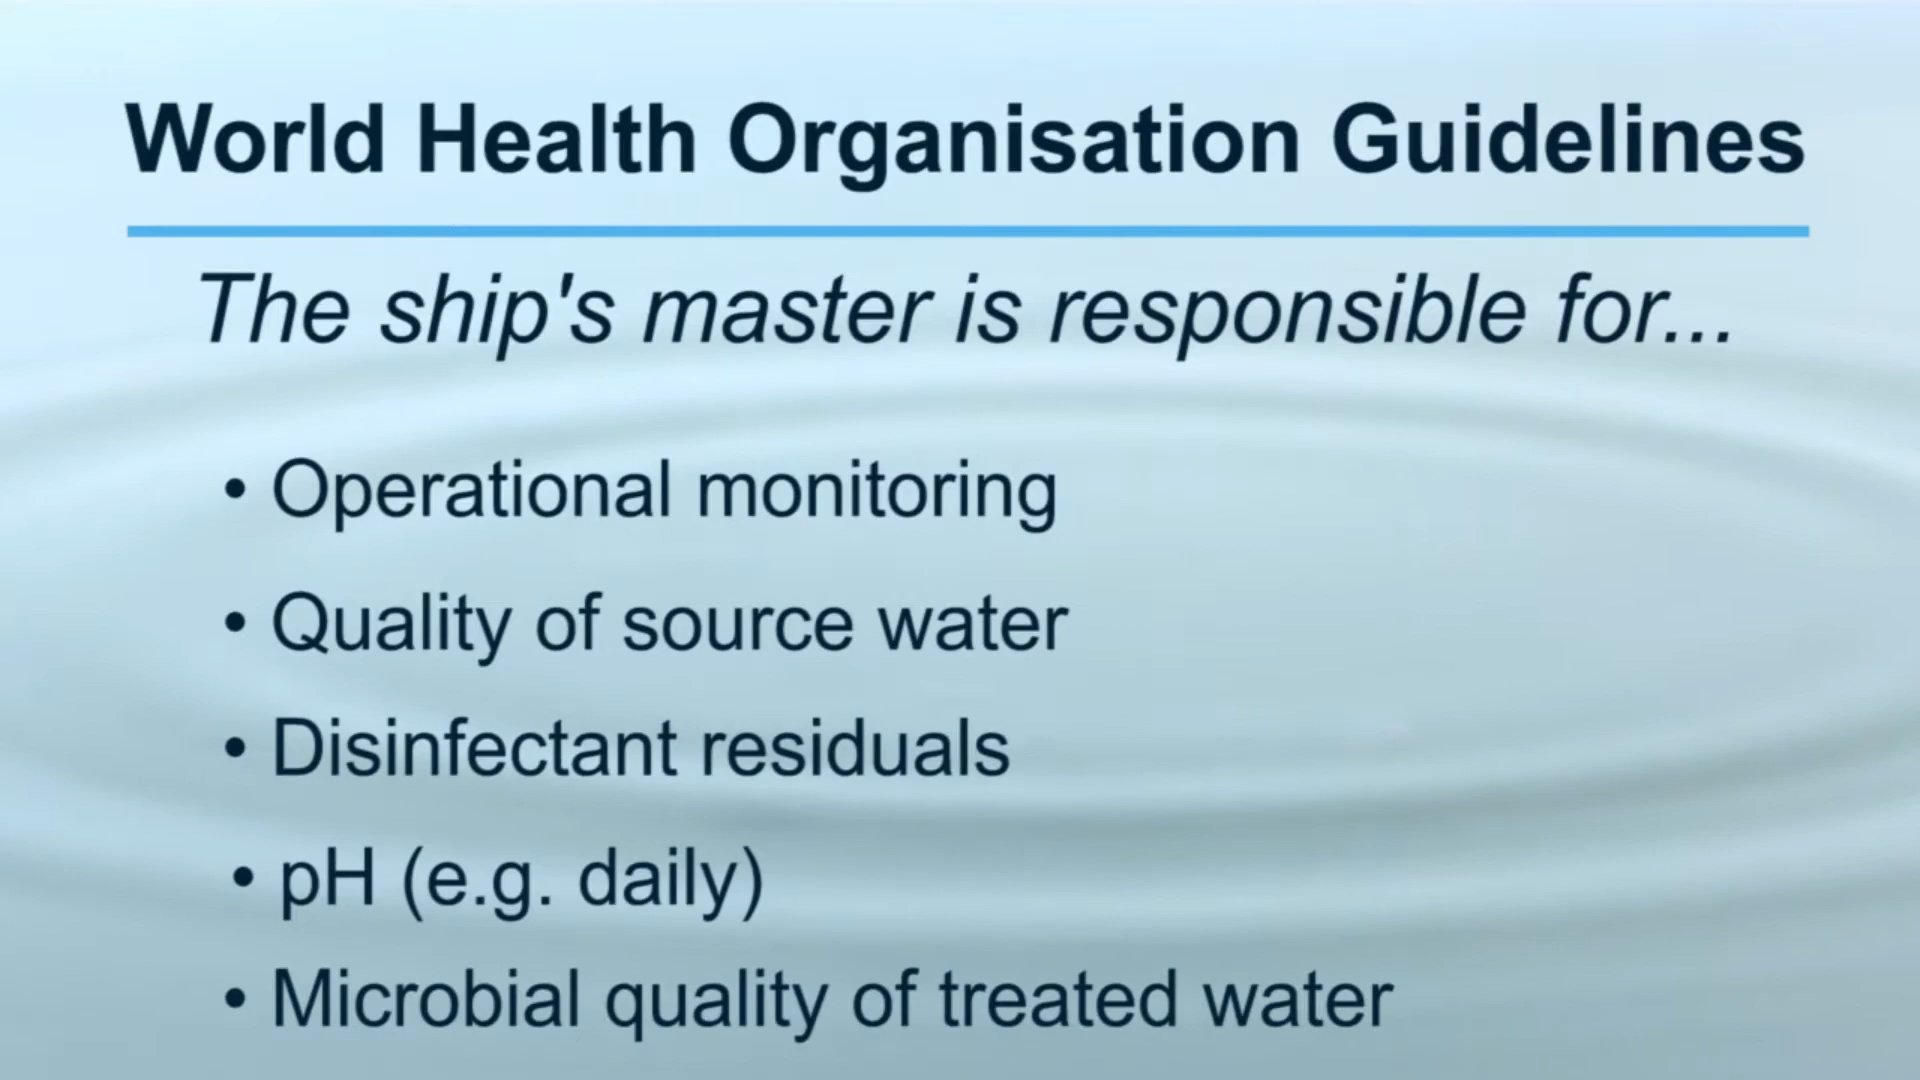 World Health Organisation Guidelines
The ship's master is responsible for...
• Operational monitoring
• Quality of source water
• Disinfectant residuals
• pH (e.g. daily)
• Microbial quality of treated water